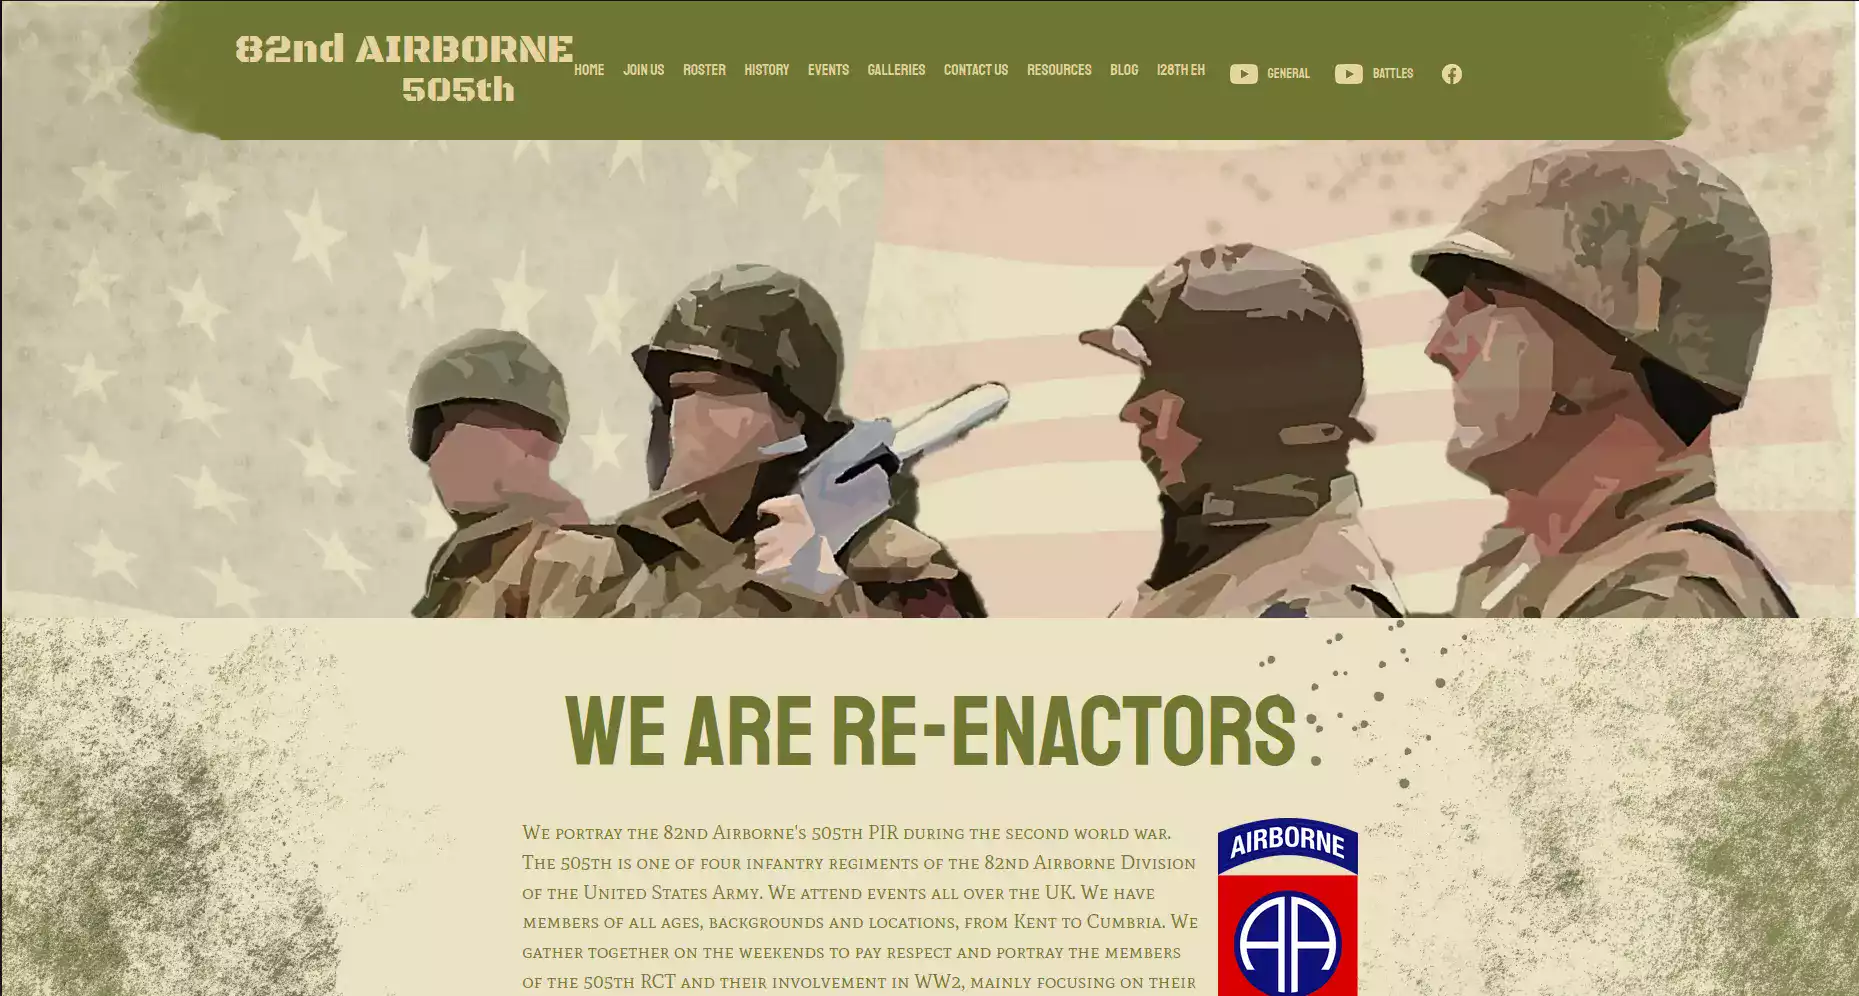 82nd AIRBORNE
505th
HOME JOIN US ROSTER HISTORY EVENTS GALLERIES CONTACT US RESOURCES BLOG 128TH EH GENERAL BATTLES
WE ARE RE-ENACTORS
We portray the 82nd Airborne's 505th PIR during the second world war.
The 505th is one of four infantry regiments of the 82nd Airborne Division
of the United States Army. We attend events all over the UK. We have
members of all ages, backgrounds and locations, from Kent to Cumbria. We
gather together on the weekends to pay respect and portray the members
of the 505th RCT and their involvement in WW2, mainly focusing on their
AIRBORNE
AA